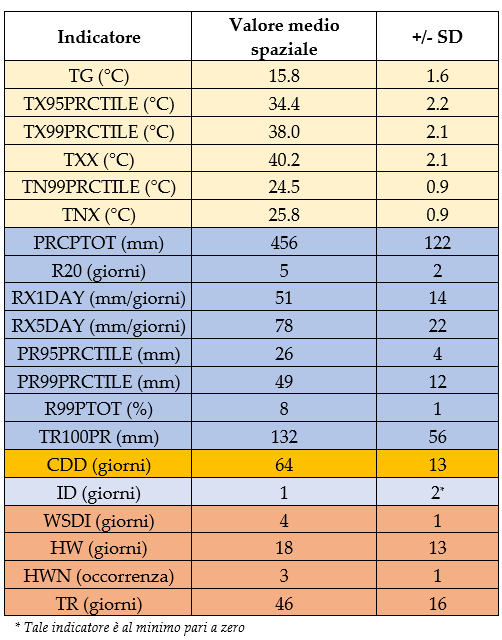 Indicatore Valore medio spaziale +/- SD
TG (°C) 15.8 1.6
TX95PRCTILE (°C) 34.4 2.2
TX99PRCTILE (°C) 38.0 2.1
TXX (°C) 40.2 2.1
TN99PRCTILE (°C) 24.5 0.9
TNX (°C) 25.8 0.9
PRCPTOT (mm) 456 122
R20 (giorni) 5 2
RX1DAY (mm/giorni) 51 14
RX5DAY (mm/giorni) 78 22
PR95PRCTILE (mm) 26 4
PR99PRCTILE (mm) 49 12
R99PTOT (%) 8 1
TR100PR (mm) 132 56
CDD (giorni) 64 13
ID (giorni) 1 2*
WSDI (giorni) 4 1
HW (giorni) 18 13
HWN (occorrenza) 3 1
TR (giorni) 46 16
* Tale indicatore è al minimo pari a zero